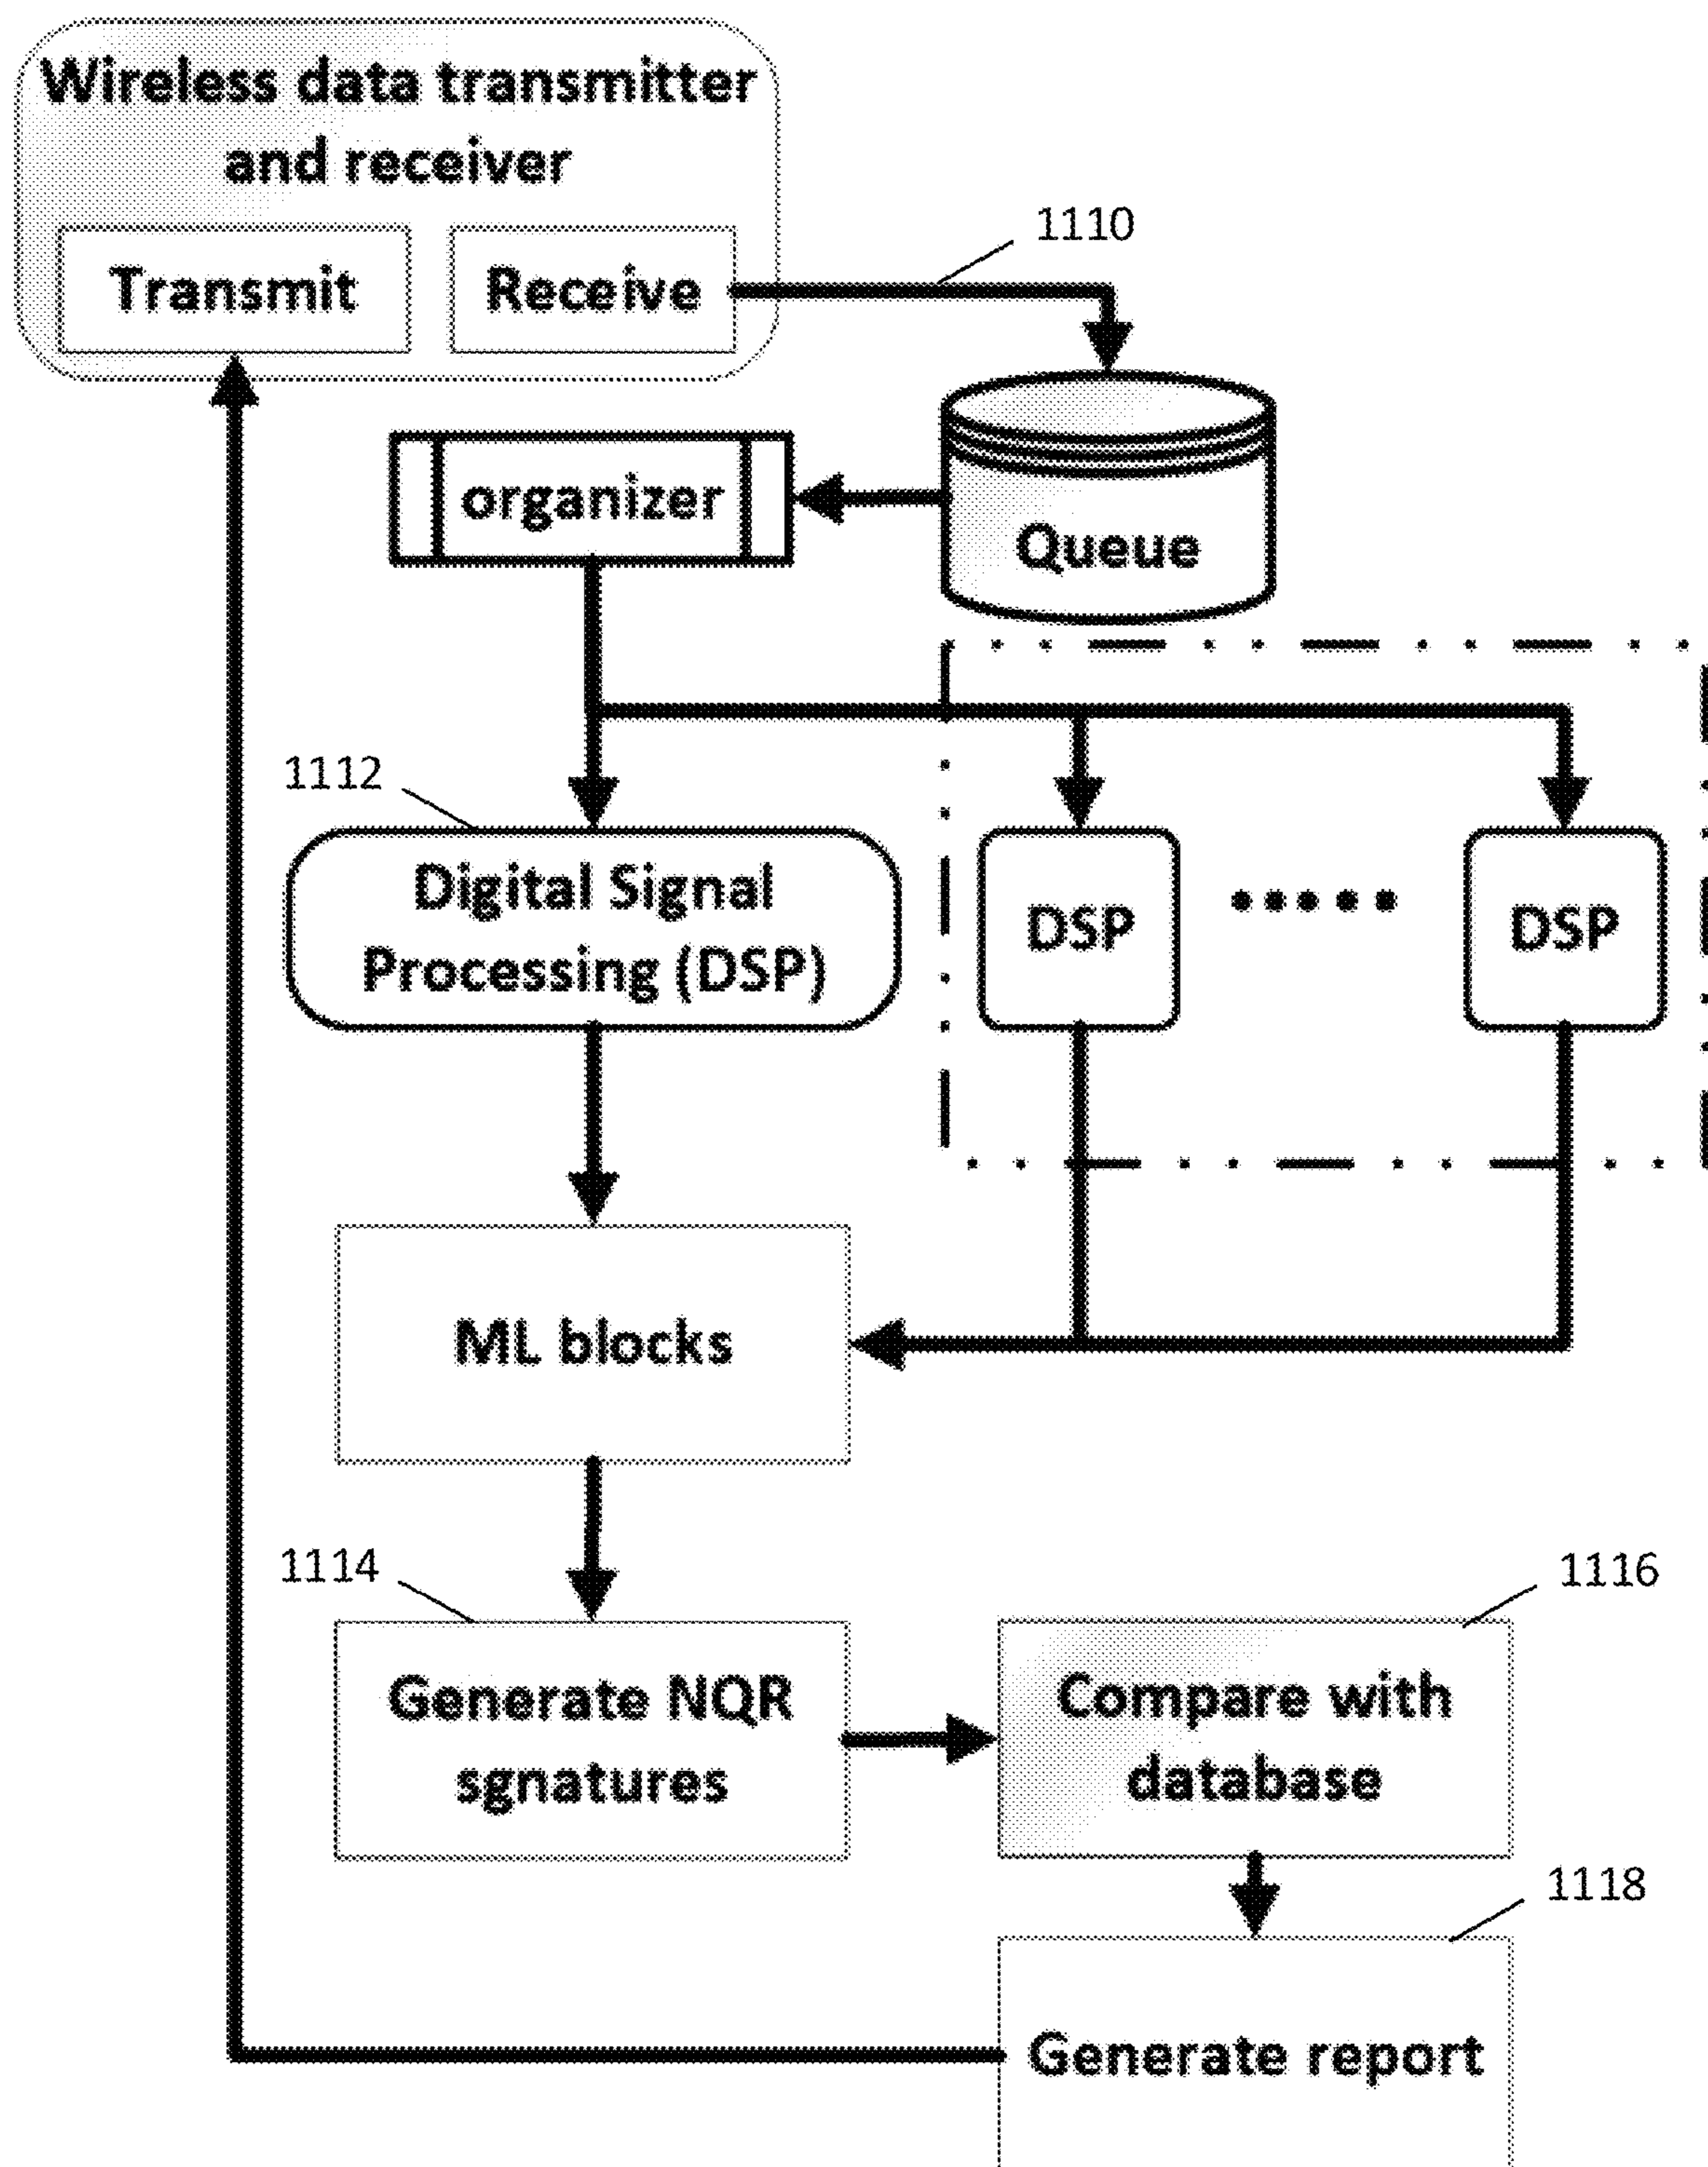 Wireless data transmitter
and receiver
Transmit
Receive
1110
organizer
Queue
1112
Digital Signal
Processing (DSP)
DSP
DSP
ML blocks
1114
Generate NQR
sgnatures
1116
Compare with
database
1118
Generate report